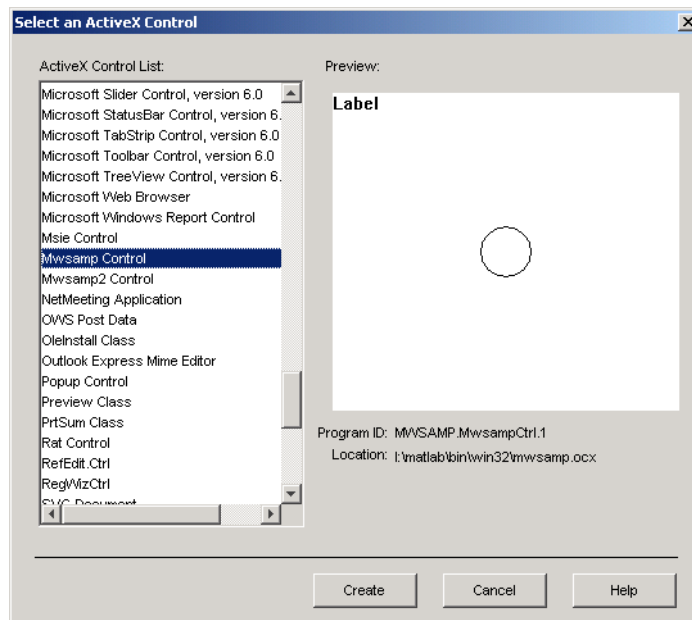 Select an ActiveX Control
ActiveX Control List:
Microsoft Slider Control, version 6.0
Microsoft StatusBar Control, version 6.
Microsoft TabStrip Control, version 6.0
Microsoft Toolbar Control, version 6.0
Microsoft TreeView Control, version 6.
Microsoft Web Browser
Microsoft Windows Report Control
Msie Control
Mwsamp Control
Mwsamp2 Control
NetMeeting Application
OWS Post Data
OleInstall Class
Outlook Express Mime Editor
Popup Control
Preview Class
PrtSum Class
Rat Control
RefEdit.Ctrl
RegWizCtrl
SVG Document
Preview:
Label
Program ID: MWSAMP.MwsampCtrl.1
Location: I:\matlab\bin\win32\mwsamp.ocx
Create
Cancel
Help